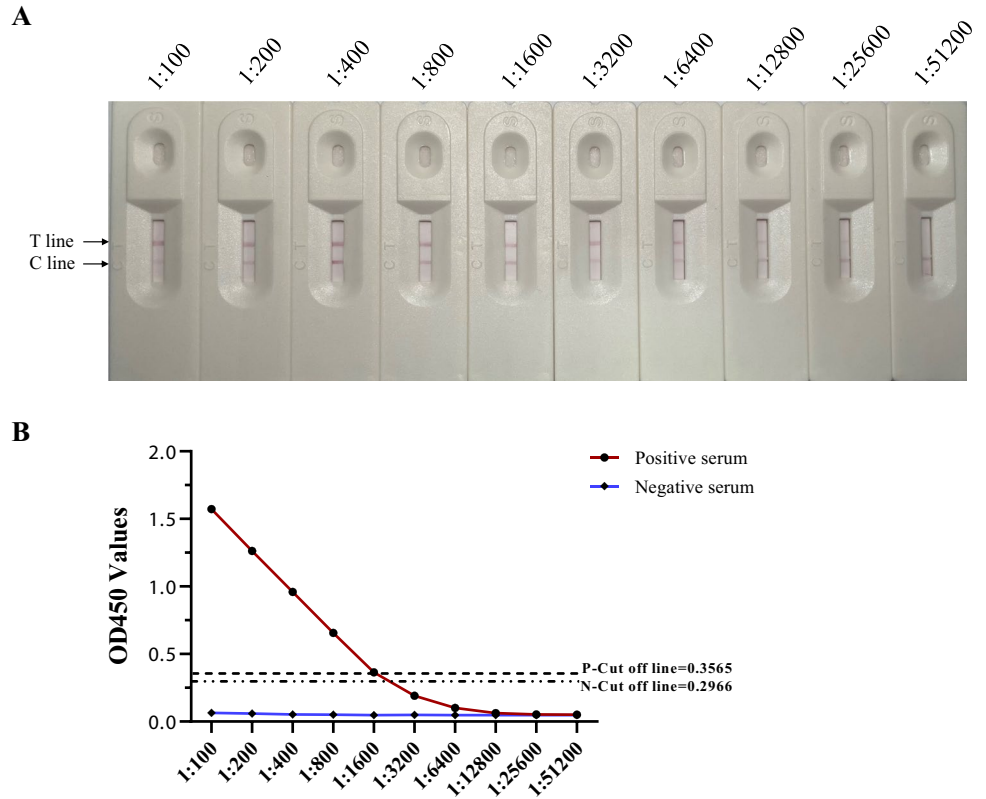 A
1:100 1:200 1:400 1:800 1:1600 1:3200 1:6400 1:12800 1:25600 1:51200
S S S S S S S S S S
T line
C line
C T C T C T C T C T C T C T
B
2.0
1.5
1.0
0.5
0.0
OD450 Values
Positive serum
Negative serum
P-Cut off line=0.3565
N-Cut off line=0.2966
1:100 1:200 1:400 1:800 1:1600 1:3200 1:6400 1:12800 1:25600 1:51200